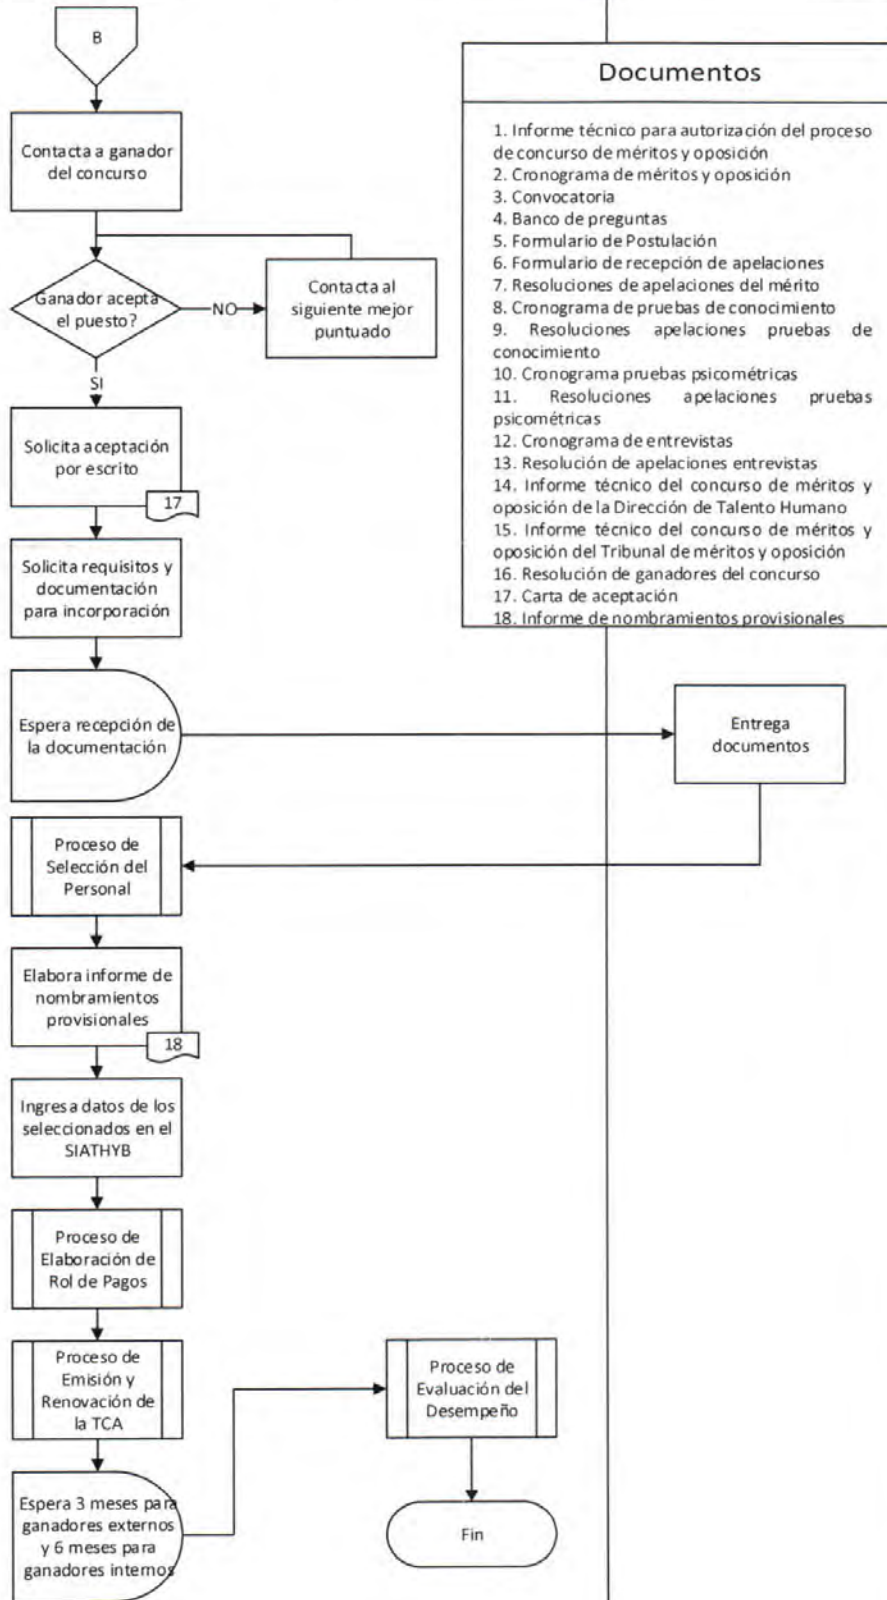 B
Contacta a ganador
del concurso
Ganador acepta
el puesto?
NO
Contacta al
siguiente mejor
puntuado
SI
Solicita aceptación
por escrito
17
Solicita requisitos y
documentación
para incorporación
Espera recepción de
la documentación
Entrega
documentos
Proceso de
Selección del
Personal
Elabora informe de
nombramientos
provisionales
18
Ingresa datos de los
seleccionados en el
SIATHYB
Proceso de
Elaboración de
Rol de Pagos
Proceso de
Emisión y
Renovación de
la TCA
Espera 3 meses para
ganadores externos
y 6 meses para
ganadores internos
Proceso de
Evaluación del
Desempeño
Fin
Documentos
1. Informe técnico para autorización del proceso
de concurso de méritos y oposición
2. Cronograma de méritos y oposición
3. Convocatoria
4. Banco de preguntas
5. Formulario de Postulación
6. Formulario de recepción de apelaciones
7. Resoluciones de apelaciones del mérito
8. Cronograma de pruebas de conocimiento
9. Resoluciones apelaciones pruebas de
conocimiento
10. Cronograma pruebas psicométricas
11. Resoluciones apelaciones pruebas
psicométricas
12. Cronograma de entrevistas
13. Resolución de apelaciones entrevistas
14. Informe técnico del concurso de méritos y
oposición de la Dirección de Talento Humano
15. Informe técnico del concurso de méritos y
oposición del Tribunal de méritos y oposición
16. Resolución de ganadores del concurso
17. Carta de aceptación
18. Informe de nombramientos provisionales